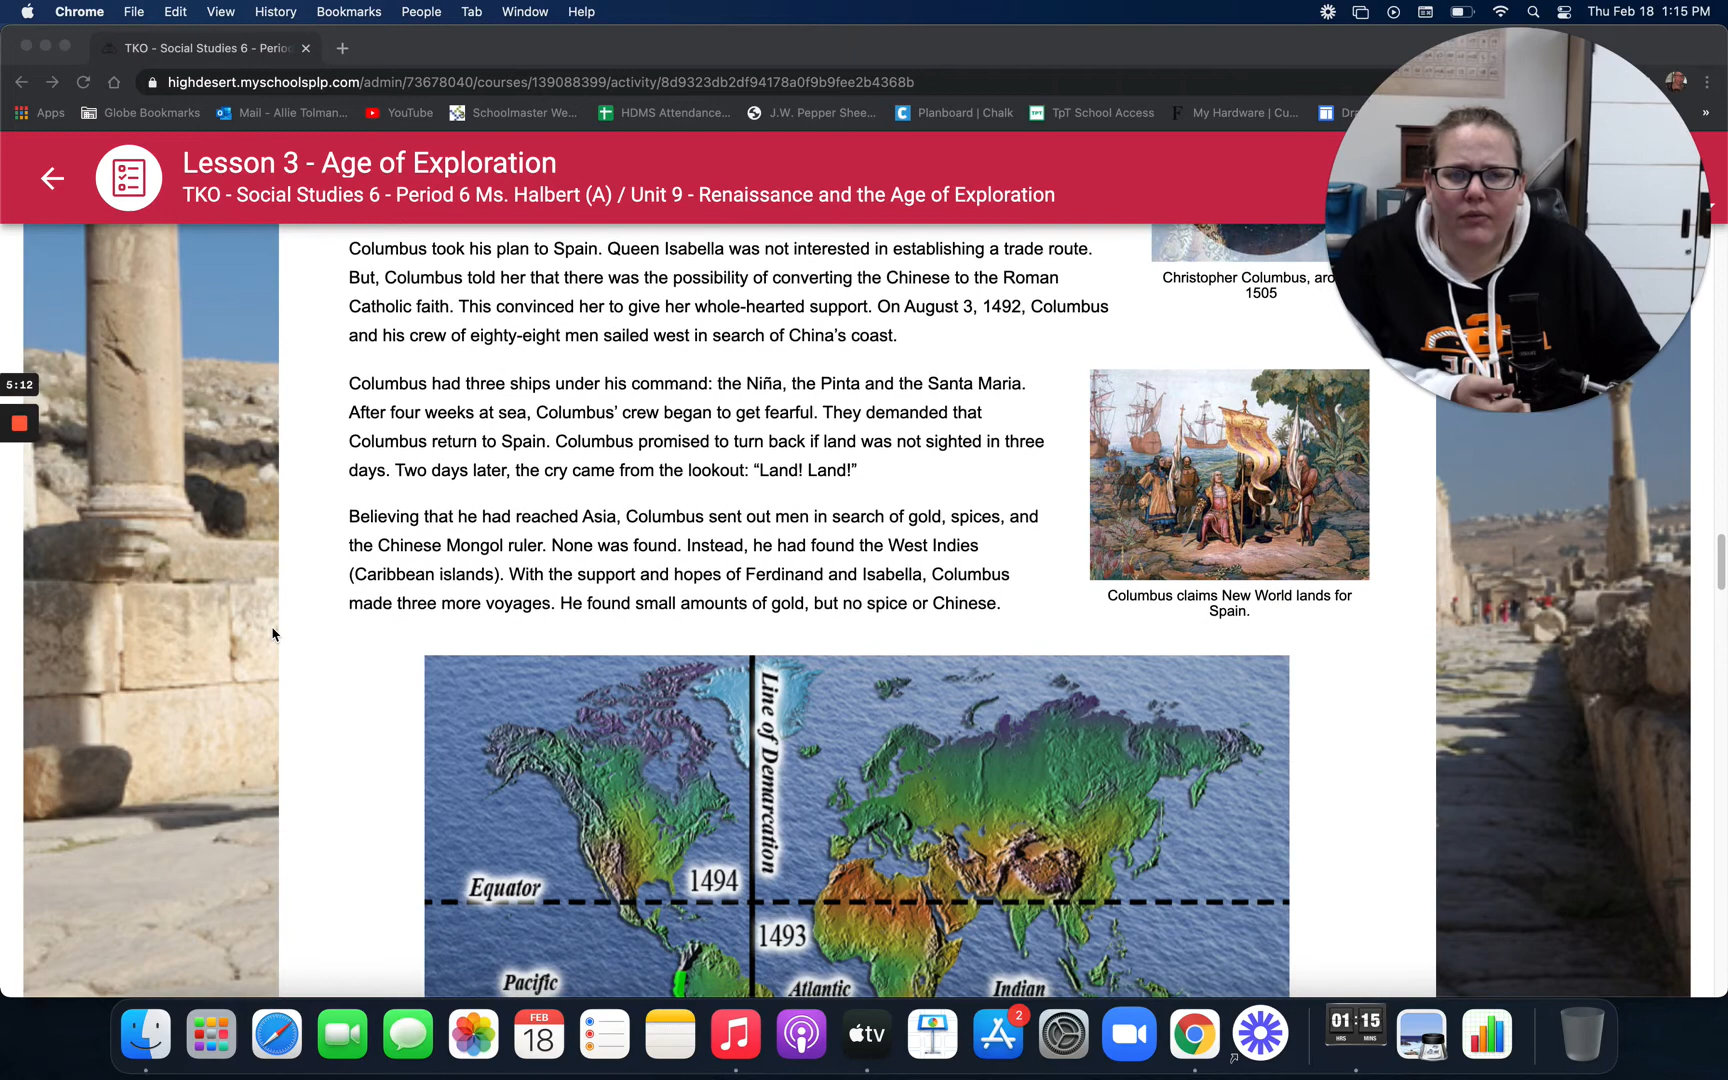 Chrome File Edit View History Bookmarks People Tab Window Help Thu Feb 18 1:15 PM
TKO - Social Studies 6 - Perio
highdesert.myschoolsplp.com/admin/73678040/courses/139088399/activity/8d9323db2df94178a0f9b9fee2b4368b
Apps Globe Bookmarks Mail - Allie Tolman... YouTube Schoolmaster We... HDMS Attendance... J.W. Pepper Shee... Planboard | Chalk TpT School Access My Hardware | Cu... Dra »
Lesson 3 - Age of Exploration
TKO - Social Studies 6 - Period 6 Ms. Halbert (A) / Unit 9 - Renaissance and the Age of Exploration
Columbus took his plan to Spain. Queen Isabella was not interested in establishing a trade route.
But, Columbus told her that there was the possibility of converting the Chinese to the Roman
Catholic faith. This convinced her to give her whole-hearted support. On August 3, 1492, Columbus
and his crew of eighty-eight men sailed west in search of China's coast.
Christopher Columbus, aro
1505
5:12
Columbus had three ships under his command: the Niña, the Pinta and the Santa Maria.
After four weeks at sea, Columbus' crew began to get fearful. They demanded that
Columbus return to Spain. Columbus promised to turn back if land was not sighted in three
days. Two days later, the cry came from the lookout: "Land! Land!"
Believing that he had reached Asia, Columbus sent out men in search of gold, spices, and
the Chinese Mongol ruler. None was found. Instead, he had found the West Indies
(Caribbean islands). With the support and hopes of Ferdinand and Isabella, Columbus
made three more voyages. He found small amounts of gold, but no spice or Chinese.
Columbus claims New World lands for
Spain.
Line of Demarcation
Equator
1494
1493
Pacific
Atlantic
Indian
FEB
18
tv
2
01:15
HRS MINS